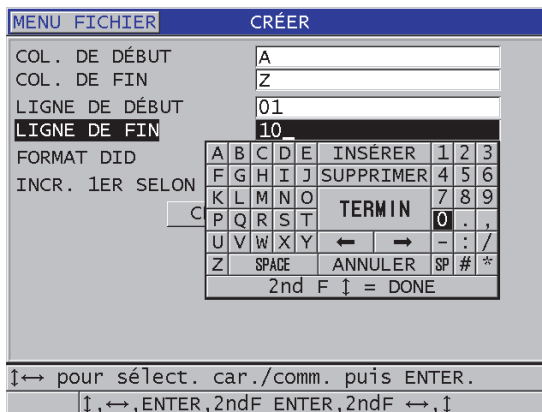 MENU FICHIER CRÉER
COL. DE DÉBUT A
COL. DE FIN Z
LIGNE DE DÉBUT 01
LIGNE DE FIN 10_
FORMAT DID
INCR. 1ER SELON
C
A B C D E INSÉRER 1 2 3
F G H I J SUPPRIMER 4 5 6
K L M N O TERMIN 7 8 9
P Q R S T 0 . ,
U V W X Y ← → - : /
Z SPACE ANNULER SP # *
2nd F ↕ = DONE
↕↔ pour sélect. car./comm. puis ENTER.
↕,↔,ENTER,2ndF ENTER,2ndF ↔,↕